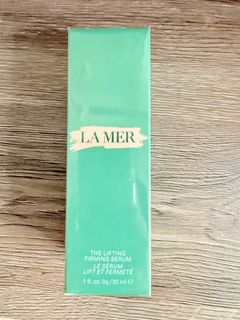 LA MER
THE LIFTING
FIRMING SERUM
LE SÉRUM
LIFT ET FERMETÉ
1 fl. oz. liq./30 ml ℮